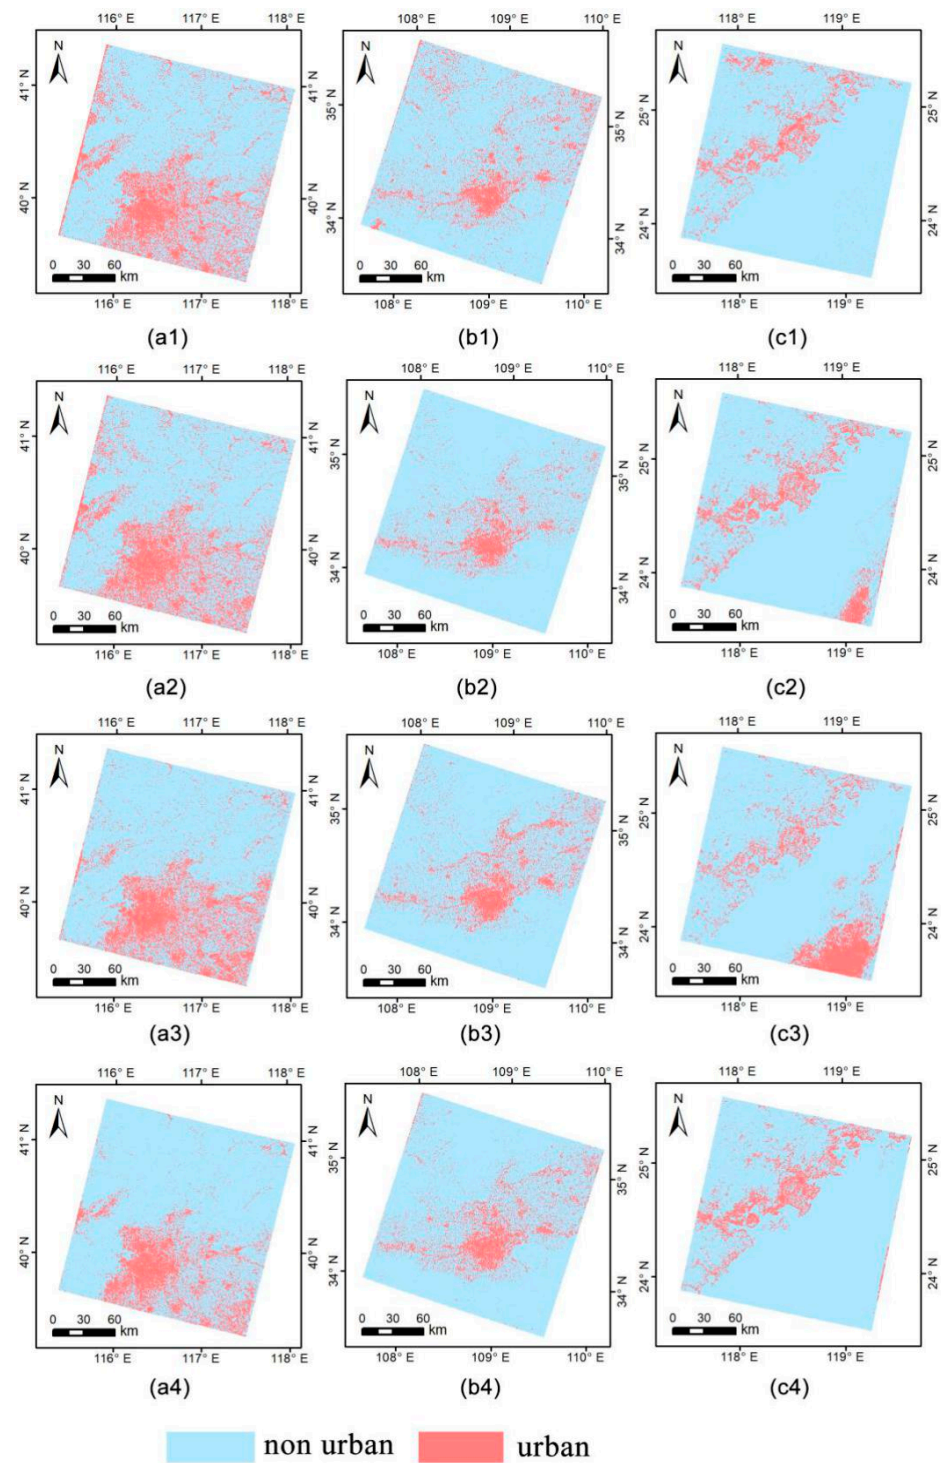 116° E 117° E 118° E
108° E 109° E 110° E
118° E 119° E
N
41° N
40° N
41° N
40° N
0 30 60
km
116° E 117° E 118° E
(a1)
N
35° N
34° N
35° N
34° N
0 30 60
km
108° E 109° E 110° E
(b1)
N
25° N
24° N
25° N
24° N
0 30 60
km
118° E 119° E
(c1)
116° E 117° E 118° E
108° E 109° E 110° E
118° E 119° E
N
41° N
40° N
41° N
40° N
0 30 60
km
116° E 117° E 118° E
(a2)
N
35° N
34° N
35° N
34° N
0 30 60
km
108° E 109° E 110° E
(b2)
N
25° N
24° N
25° N
24° N
0 30 60
km
118° E 119° E
(c2)
116° E 117° E 118° E
108° E 109° E 110° E
118° E 119° E
N
41° N
40° N
41° N
40° N
0 30 60
km
116° E 117° E 118° E
(a3)
N
35° N
34° N
35° N
34° N
0 30 60
km
108° E 109° E 110° E
(b3)
N
25° N
24° N
25° N
24° N
0 30 60
km
118° E 119° E
(c3)
116° E 117° E 118° E
108° E 109° E 110° E
118° E 119° E
N
41° N
40° N
41° N
40° N
0 30 60
km
116° E 117° E 118° E
(a4)
N
35° N
34° N
35° N
34° N
0 30 60
km
108° E 109° E 110° E
(b4)
N
25° N
24° N
25° N
24° N
0 30 60
km
118° E 119° E
(c4)
non urban urban